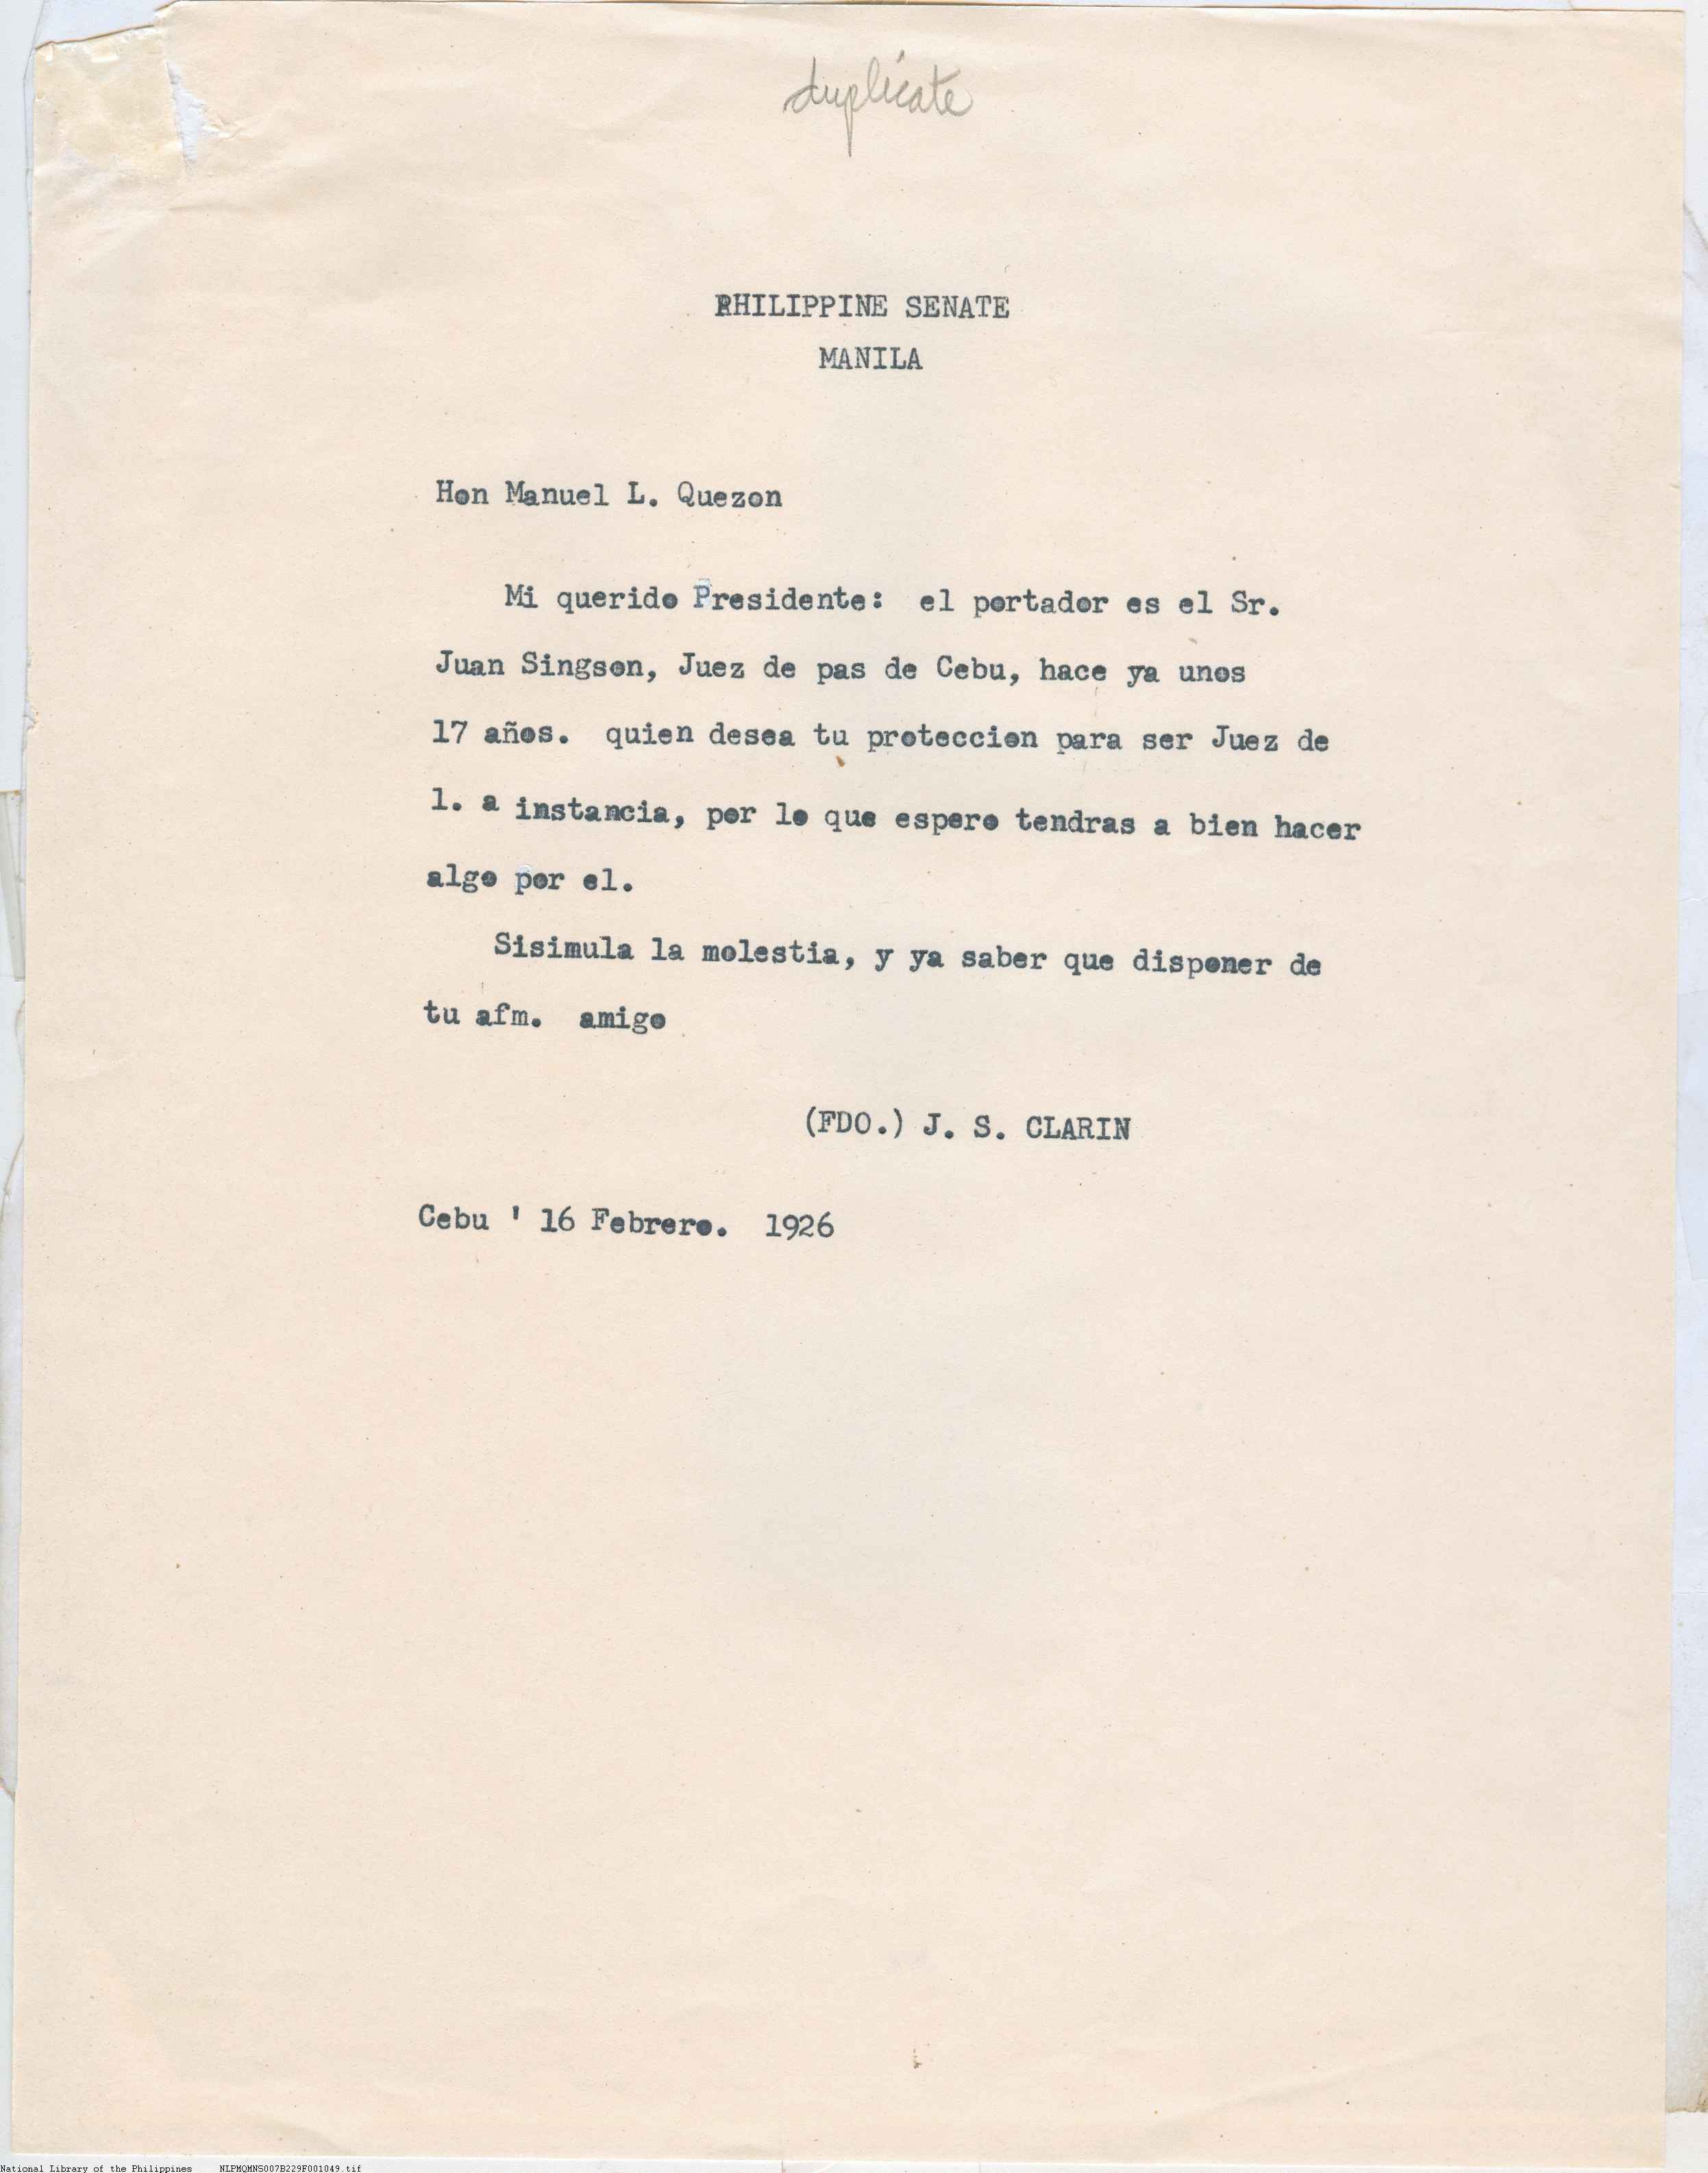 duplicate
PHILIPPINE SENATE
MANILA
Hon Manuel L. Quezon
Mi querido Presidente: el portador es el Sr.
Juan Singson, Juez de pas de Cebu, hace ya unos
17 años. quien desea tu proteccion para ser Juez de
1. a instancia, por lo que espero tendras a bien hacer
algo por el.
Sisimula la molestia, y ya saber que disponer de
tu afm. amigo
(FDO.) J. S. CLARIN
Cebu ' 16 Febrero. 1926
National Library of the Philippines NLPMQMNS007B229F001049.tif